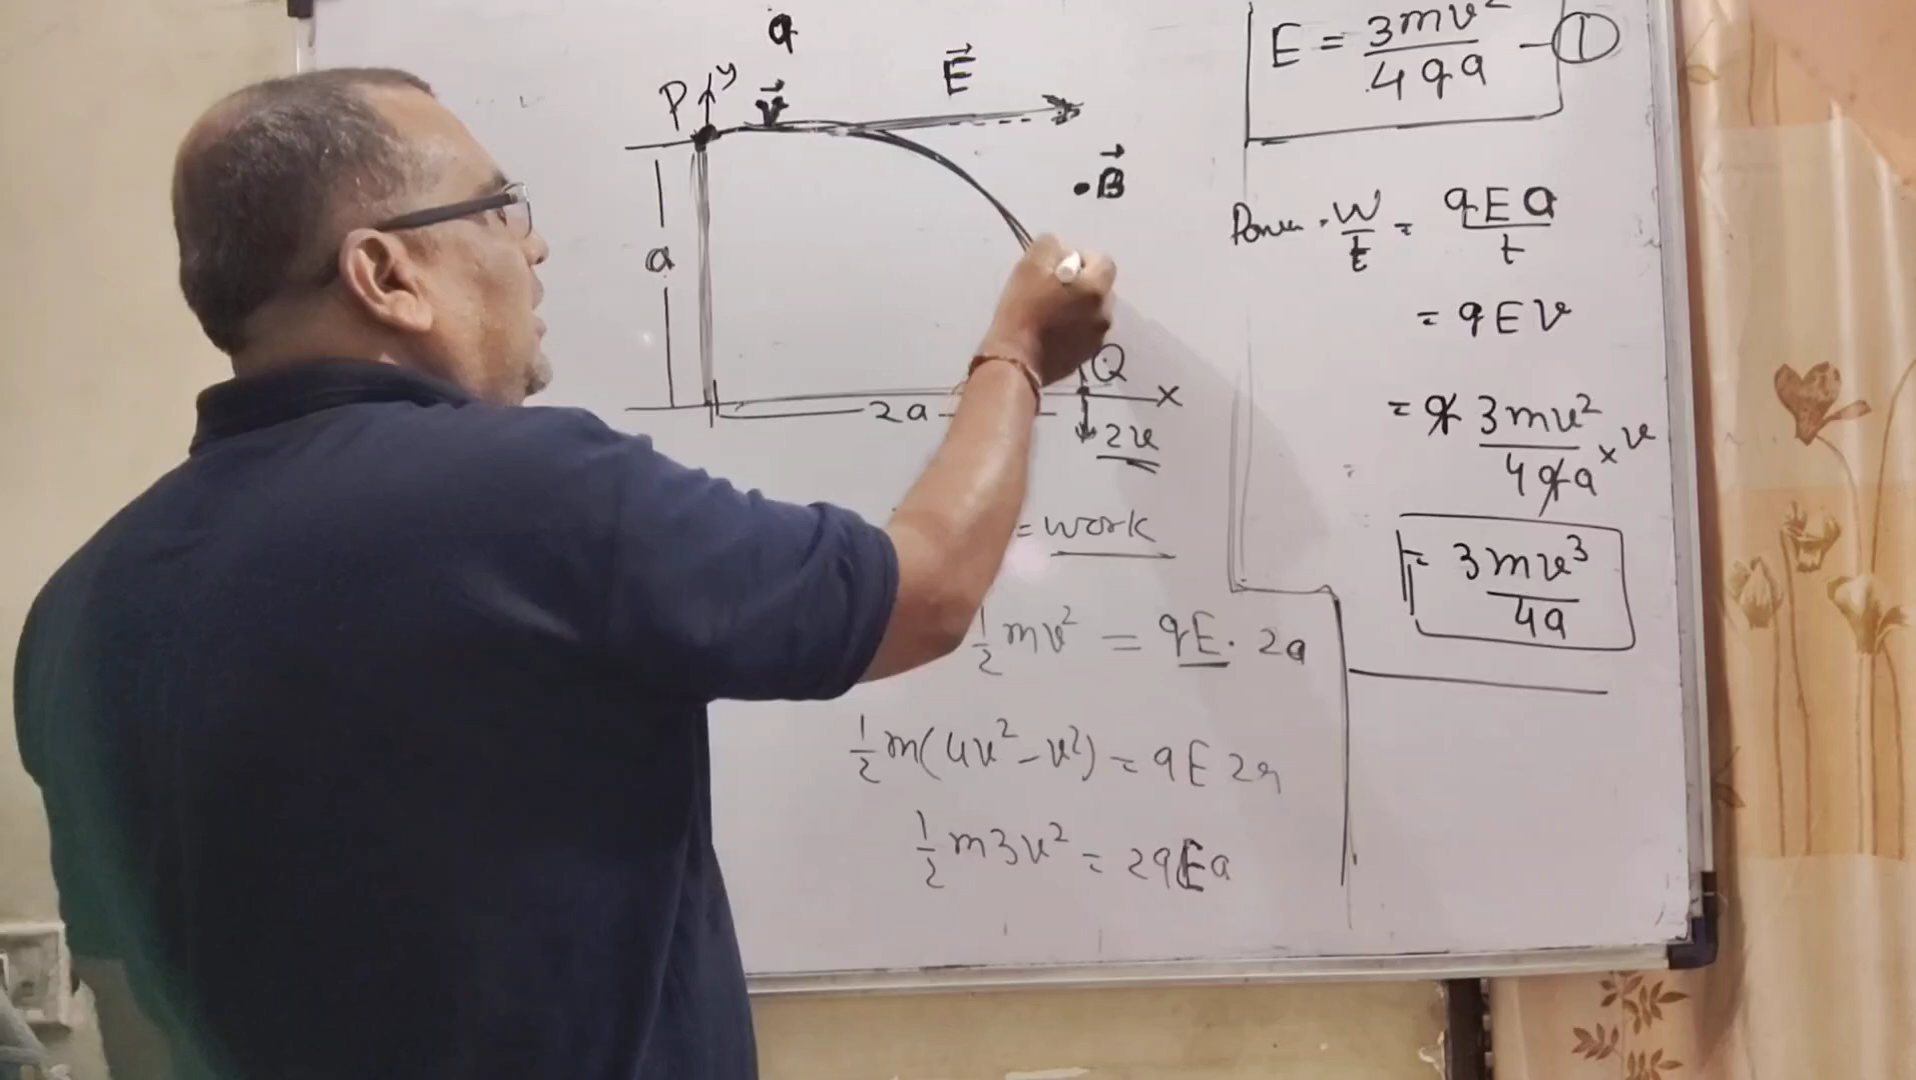 q
P y
v⃗
E⃗
B⃗
a
Q
2a
x
2v
= work
1/2 mv² = qE. 2a
1/2 m(4v² - v²) = qE 2a
1/2 m3v² = 2qEa
E = 3mv²/4qa - ①
Power = W/t = qEa/t
= qEv
= q 3mv²/4qa × v
= 3mv³/4a